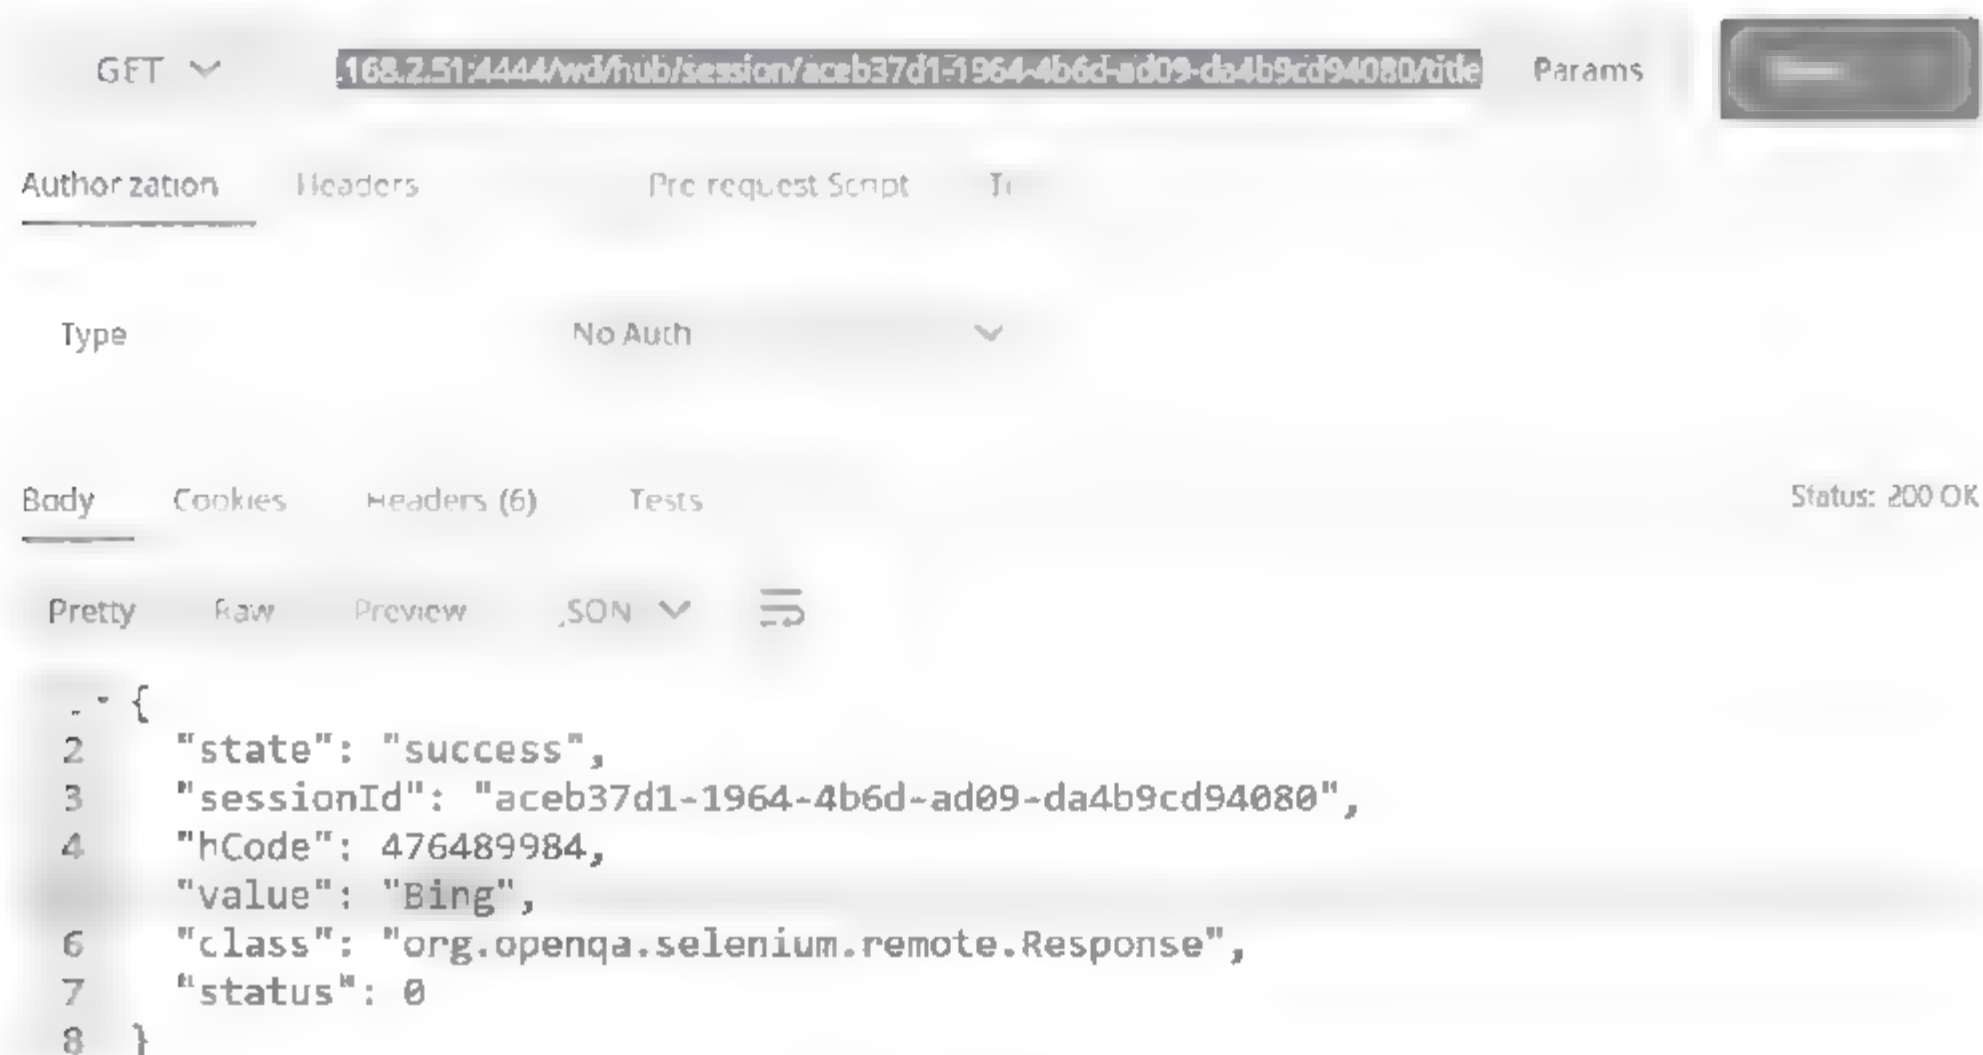 GET .168.2.51:4444/wd/hub/session/aceb37d1-1964-4b6d-ad09-da4b9cd94080/title Params
Authorization Headers Pre request Script
Type No Auth
Body Cookies Headers (6) Tests Status: 200 OK
Pretty Raw Preview JSON
{
2 "state": "success",
3 "sessionId": "aceb37d1-1964-4b6d-ad09-da4b9cd94080",
4 "hCode": 476489984,
"value": "Bing",
6 "class": "org.openqa.selenium.remote.Response",
7 "status": 0
8 }